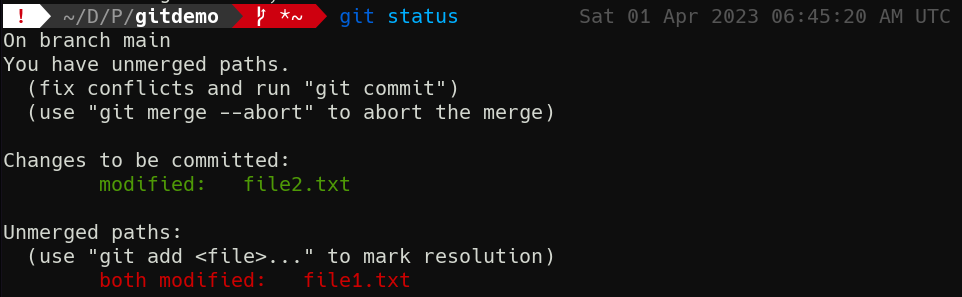 ! ~/D/P/gitdemo *~ git status Sat 01 Apr 2023 06:45:20 AM UTC
On branch main
You have unmerged paths.
(fix conflicts and run "git commit")
(use "git merge --abort" to abort the merge)
Changes to be committed:
modified: file2.txt
Unmerged paths:
(use "git add <file>..." to mark resolution)
both modified: file1.txt